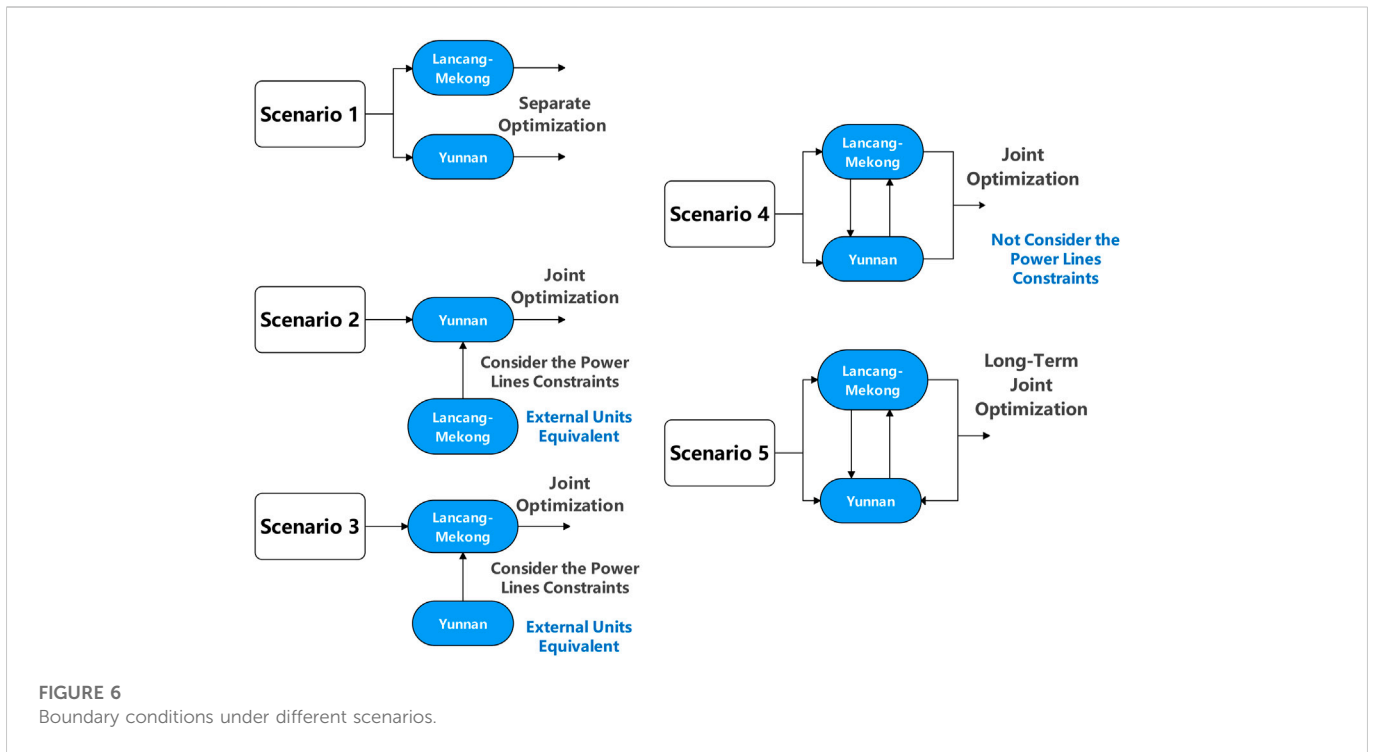 Scenario 1
Lancang-
Mekong
Yunnan
Separate
Optimization
Scenario 2
Yunnan
Joint
Optimization
Consider the Power
Lines Constraints
Lancang-
Mekong
External Units
Equivalent
Scenario 3
Lancang-
Mekong
Joint
Optimization
Consider the Power
Lines Constraints
Yunnan
External Units
Equivalent
Scenario 4
Lancang-
Mekong
Yunnan
Joint
Optimization
Not Consider the
Power Lines
Constraints
Scenario 5
Lancang-
Mekong
Yunnan
Long-Term
Joint
Optimization
FIGURE 6
Boundary conditions under different scenarios.